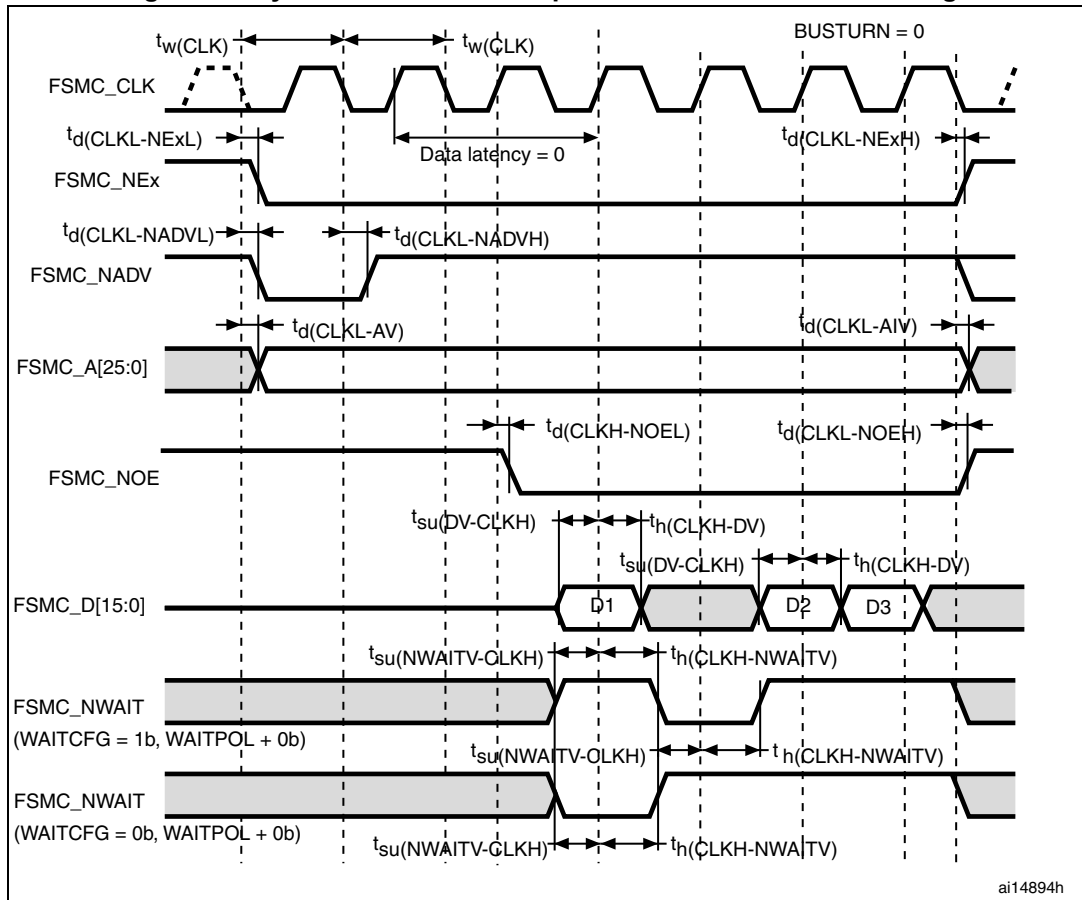 BUSTURN = 0
tw(CLK) tw(CLK)
FSMC_CLK
td(CLKL-NExL) Data latency = 0 td(CLKL-NExH)
FSMC_NEx
td(CLKL-NADVL) td(CLKL-NADVH)
FSMC_NADV
td(CLKL-AV) td(CLKL-AIV)
FSMC_A[25:0]
td(CLKH-NOEL) td(CLKL-NOEH)
FSMC_NOE
tsu(DV-CLKH) th(CLKH-DV)
tsu(DV-CLKH) th(CLKH-DV)
FSMC_D[15:0] D1 D2 D3
tsu(NWAITV-CLKH) th(CLKH-NWAITV)
FSMC_NWAIT
(WAITCFG = 1b, WAITPOL + 0b)
tsu(NWAITV-CLKH) th(CLKH-NWAITV)
FSMC_NWAIT
(WAITCFG = 0b, WAITPOL + 0b)
tsu(NWAITV-CLKH) th(CLKH-NWAITV)
ai14894h